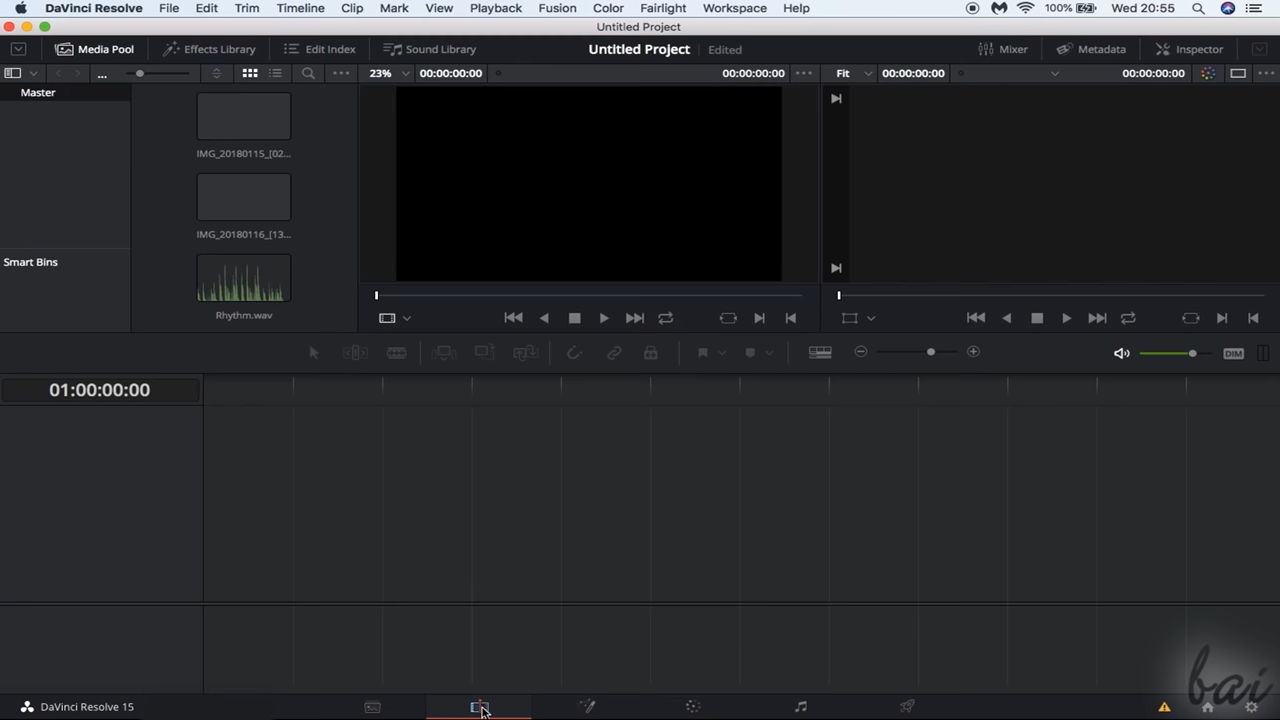 DaVinci Resolve File Edit Trim Timeline Clip Mark View Playback Fusion Color Fairlight Workspace Help 100% Wed 20:55
Untitled Project
Media Pool Effects Library Edit Index Sound Library Untitled Project Edited Mixer Metadata Inspector
... 23% 00:00:00:00 00:00:00:00 Fit 00:00:00:00 00:00:00:00
Master
IMG_20180115_[02...
IMG_20180116_[13...
Smart Bins
Rhythm.wav
DIM
01:00:00:00
DaVinci Resolve 15
bai